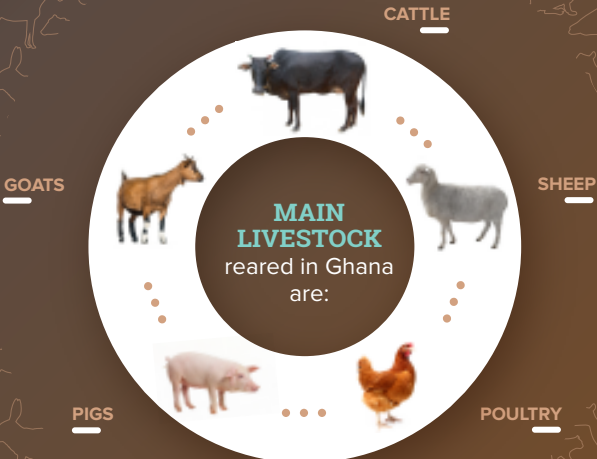 CATTLE
GOATS
SHEEP
MAIN
LIVESTOCK
reared in Ghana
are:
PIGS
POULTRY